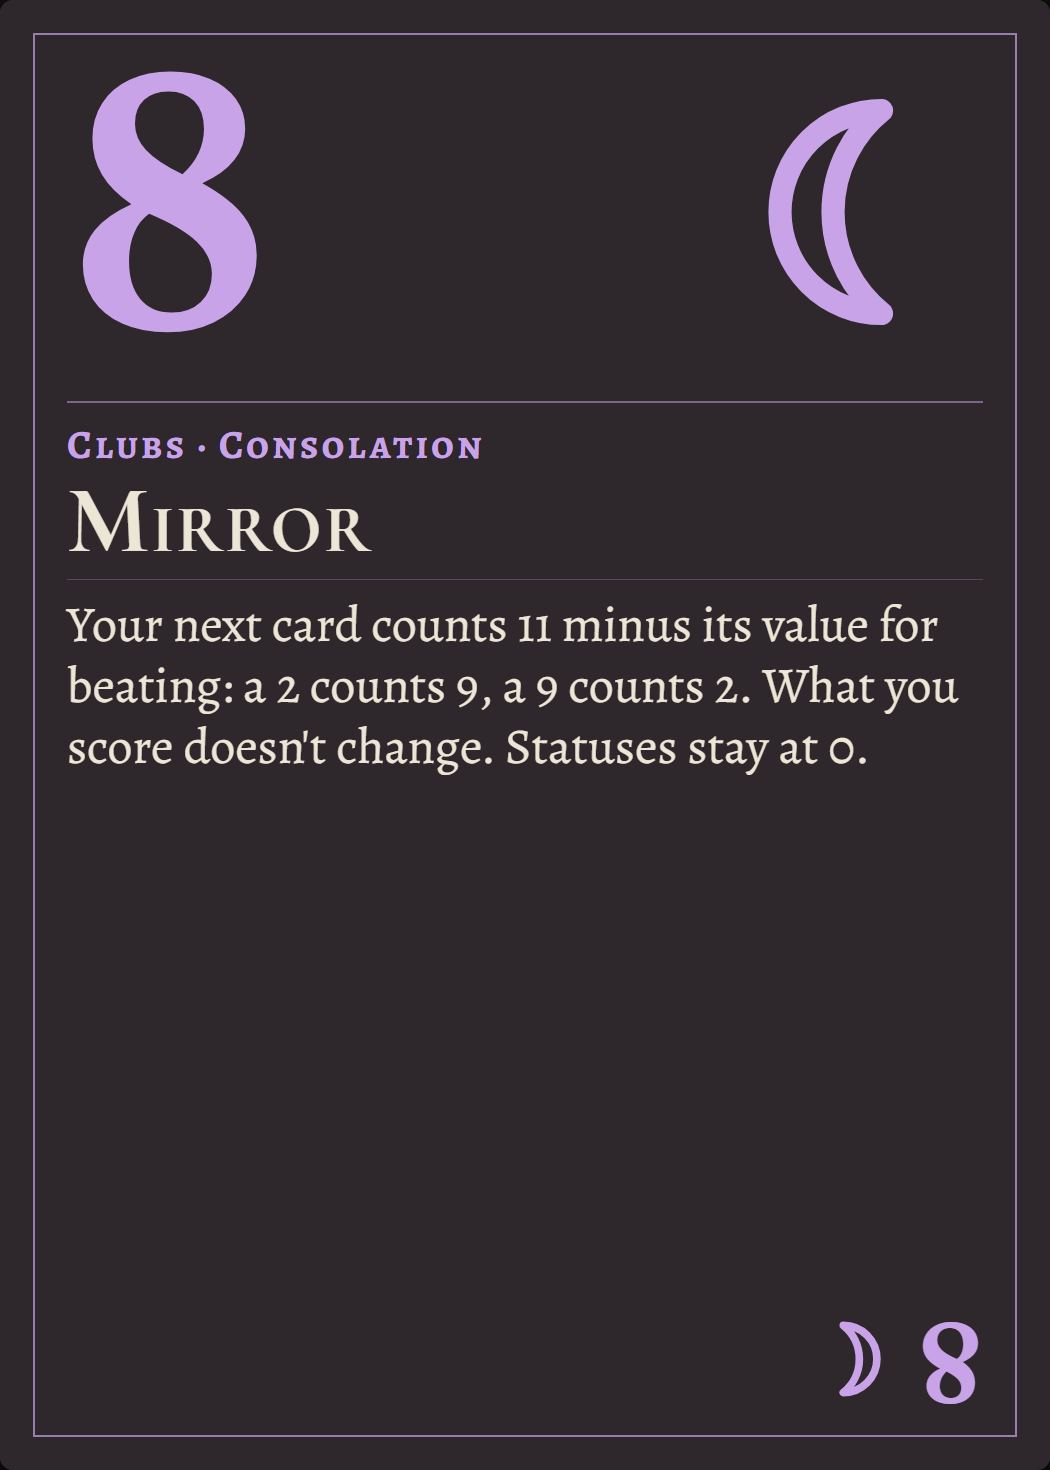 8
Clubs · Consolation
Mirror
Your next card counts 11 minus its value for
beating: a 2 counts 9, a 9 counts 2. What you
score doesn't change. Statuses stay at 0.
8